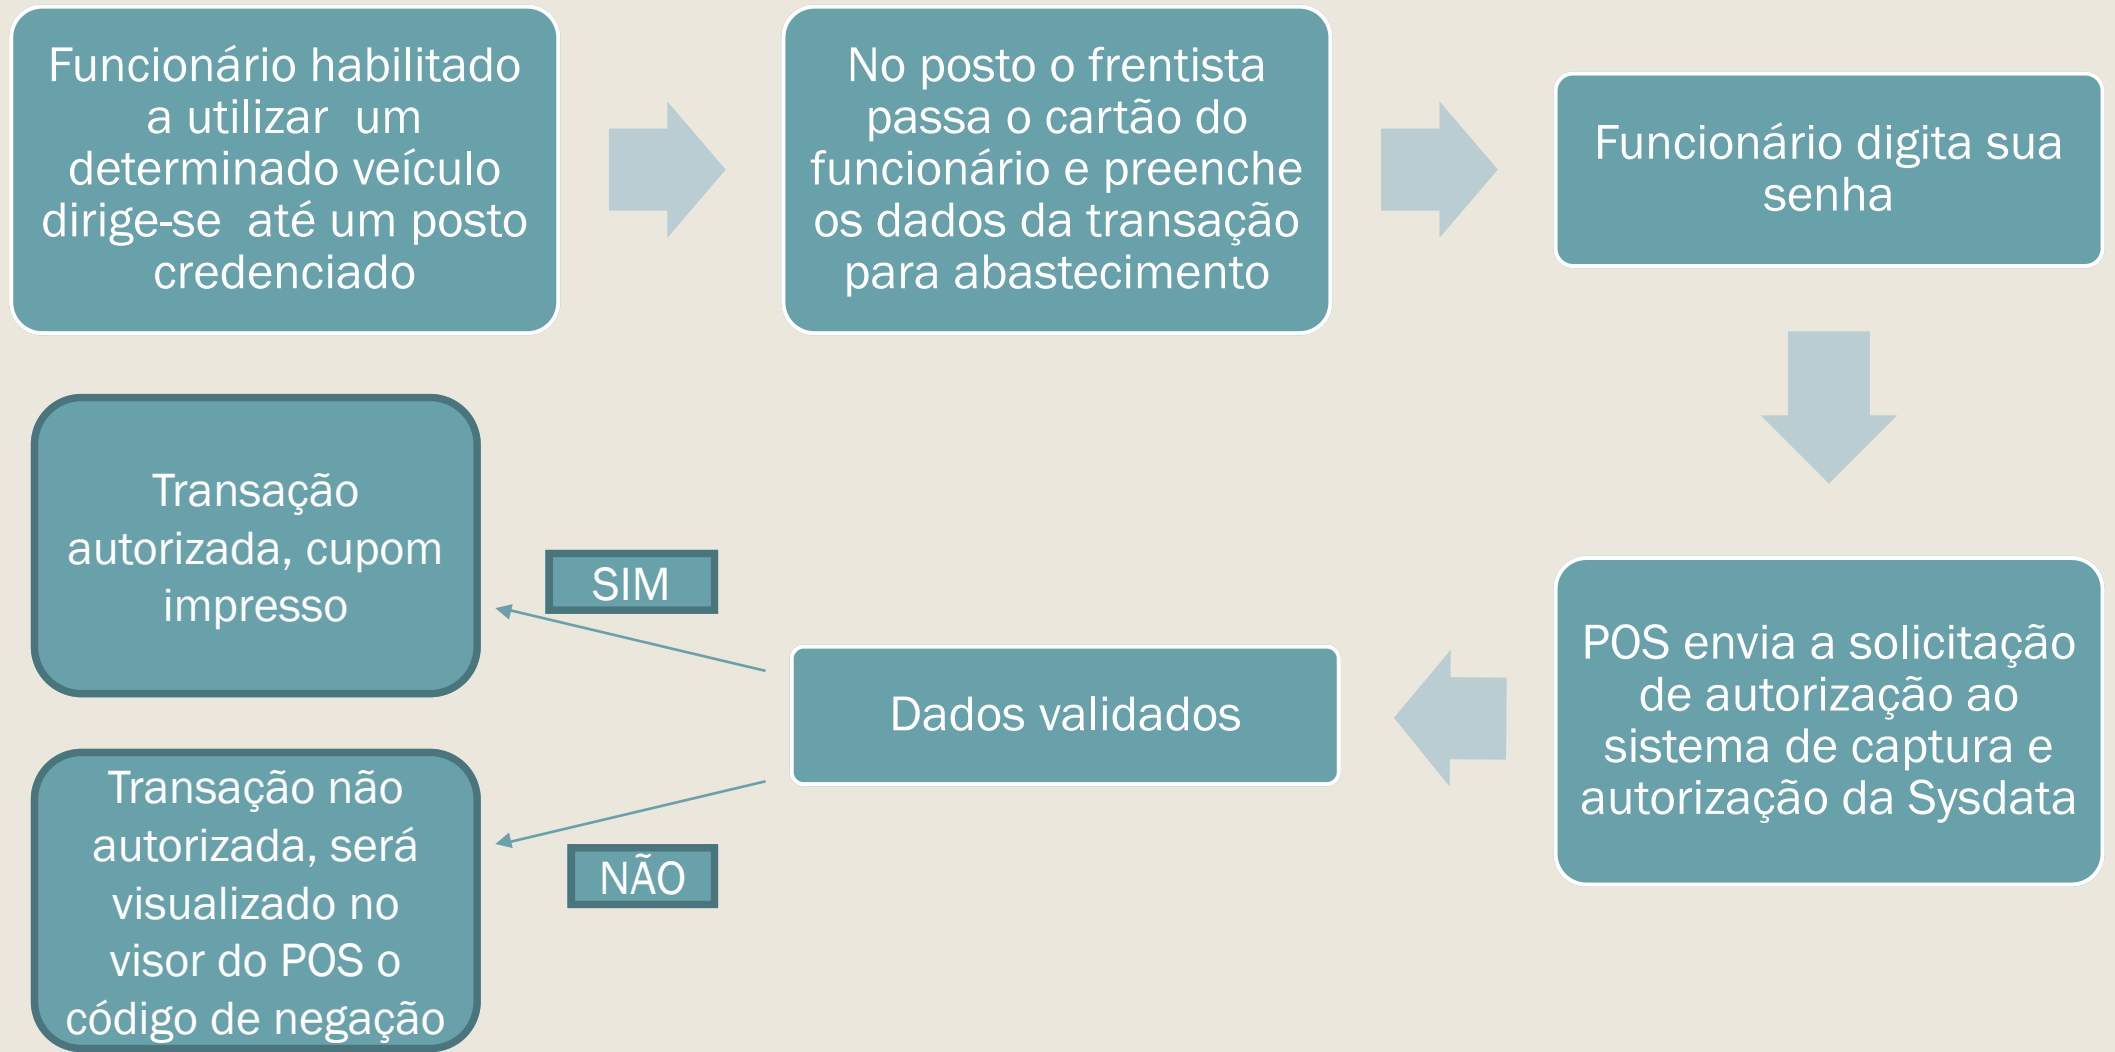 Funcionário habilitado
a utilizar um
determinado veículo
dirige-se até um posto
credenciado
No posto o frentista
passa o cartão do
funcionário e preenche
os dados da transação
para abastecimento
Funcionário digita sua
senha
POS envia a solicitação
de autorização ao
sistema de captura e
autorização da Sysdata
Dados validados
SIM
Transação
autorizada, cupom
impresso
NÃO
Transação não
autorizada, será
visualizado no
visor do POS o
código de negação